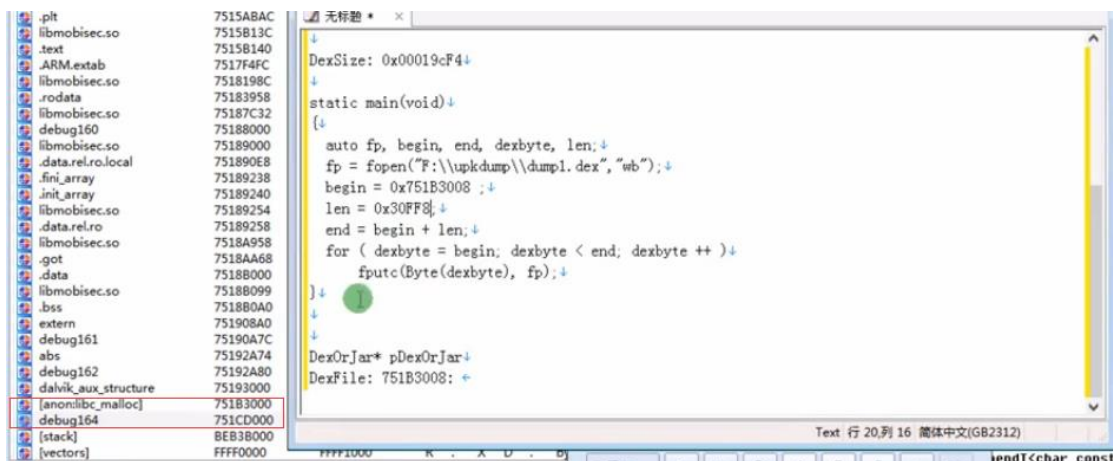 .plt 7515ABAC
libmobisec.so 7515B13C
.text 7515B140
.ARM.extab 7517F4FC
libmobisec.so 7518198C
.rodata 75183958
libmobisec.so 75187C32
debug160 75188000
libmobisec.so 75189000
.data.rel.ro.local 751890E8
.fini_array 75189238
.init_array 75189240
libmobisec.so 75189254
.data.rel.ro 75189258
libmobisec.so 7518A958
.got 7518AA68
.data 7518B000
libmobisec.so 7518B099
.bss 7518B0A0
extern 751908A0
debug161 75190A7C
abs 75192A74
debug162 75192A80
dalvik_aux_structure 75193000
[anon:libc_malloc] 751B3000
debug164 751CD000
[stack] BEB3B000
[vectors] FFFF0000 FFFF1000 R . X D . B
无标题 * ×
↓
DexSize: 0x00019cF4↓
↓
static main(void)↓
{↓
auto fp, begin, end, dexbyte, len;↓
fp = fopen("F:\\upkdump\\dump1.dex","wb");↓
begin = 0x751B3008 ;↓
len = 0x30FF8;↓
end = begin + len;↓
for ( dexbyte = begin; dexbyte < end; dexbyte ++ )↓
fputc(Byte(dexbyte), fp);↓
}↓
↓
↓
DexOrJar* pDexOrJar↓
DexFile: 751B3008: ←
Text 行 20,列 16 简体中文(GB2312)